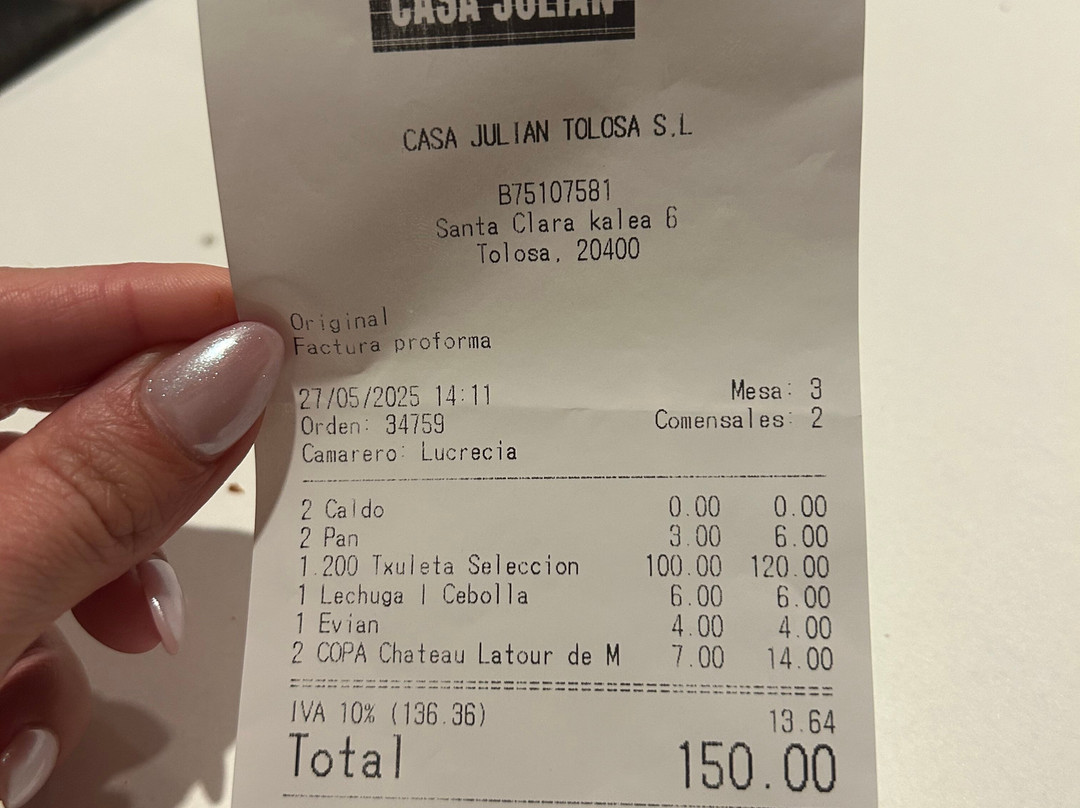 CASA JULIAN
CASA JULIAN TOLOSA S.L
B75107581
Santa Clara kalea 6
Tolosa, 20400
Original
Factura proforma
27/05/2025 14:11 Mesa: 3
Orden: 34759 Comensales: 2
Camarero: Lucrecia
2 Caldo 0.00 0.00
2 Pan 3.00 6.00
1.200 Txuleta Seleccion 100.00 120.00
1 Lechuga | Cebolla 6.00 6.00
1 Evian 4.00 4.00
2 COPA Chateau Latour de M 7.00 14.00
IVA 10% (136.36) 13.64
Total 150.00